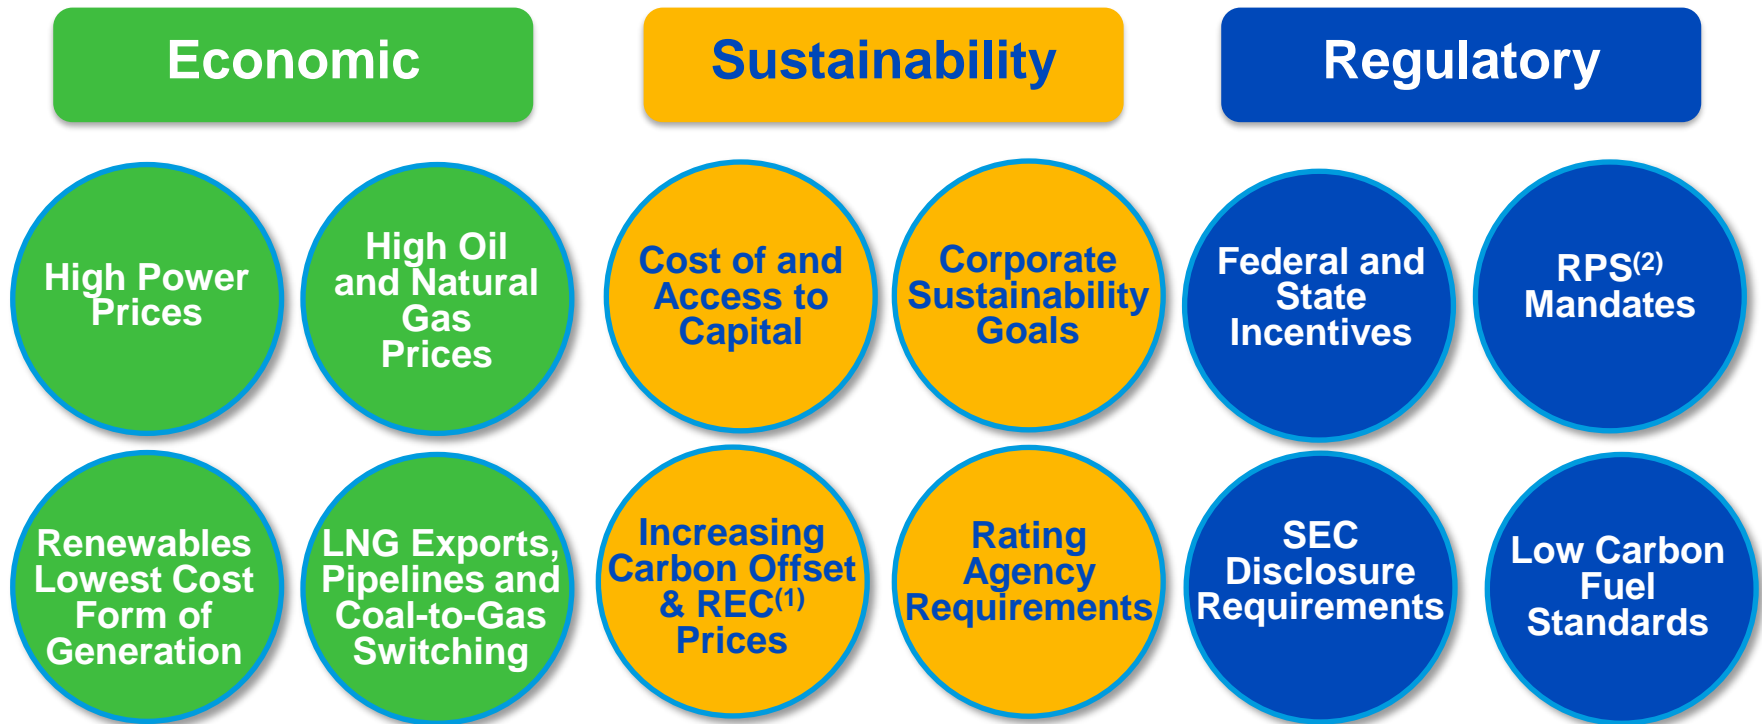 Economic
Sustainability
Regulatory
High Power
Prices
High Oil
and Natural
Gas
Prices
Cost of and
Access to
Capital
Corporate
Sustainability
Goals
Federal and
State
Incentives
RPS(2)
Mandates
Renewables
Lowest Cost
Form of
Generation
LNG Exports,
Pipelines and
Coal-to-Gas
Switching
Increasing
Carbon Offset
& REC(1)
Prices
Rating
Agency
Requirements
SEC
Disclosure
Requirements
Low Carbon
Fuel
Standards